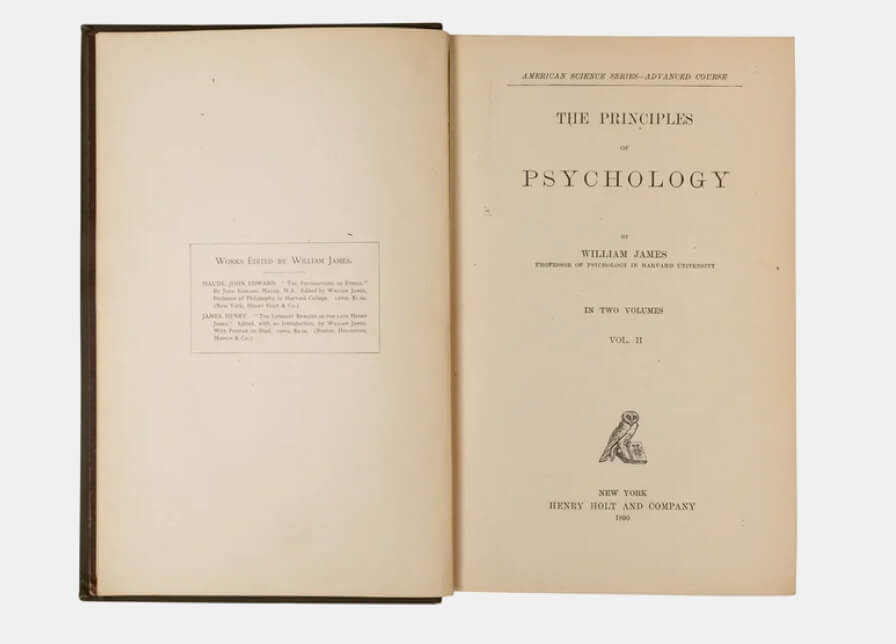 WORKS EDITED BY WILLIAM JAMES.
MAUDE, JOHN EDWARD. "THE FOUNDATIONS OF ETHICS."
By JOHN EDWARD MAUDE, M.A. Edited by WILLIAM JAMES,
Professor of Philosophy in Harvard College. 12mo, $1.50.
(New York, HENRY HOLT & CO.)
JAMES, HENRY. "THE LITERARY REMAINS OF THE LATE HENRY
JAMES." Edited, with an Introduction, by WILLIAM JAMES.
With Portrait on Steel. 12mo, $2.00. (Boston: HOUGHTON,
MIFFLIN & CO.)
AMERICAN SCIENCE SERIES—ADVANCED COURSE
THE PRINCIPLES
OF
PSYCHOLOGY
BY
WILLIAM JAMES
PROFESSOR OF PSYCHOLOGY IN HARVARD UNIVERSITY
IN TWO VOLUMES
VOL. II
NEW YORK
HENRY HOLT AND COMPANY
1890